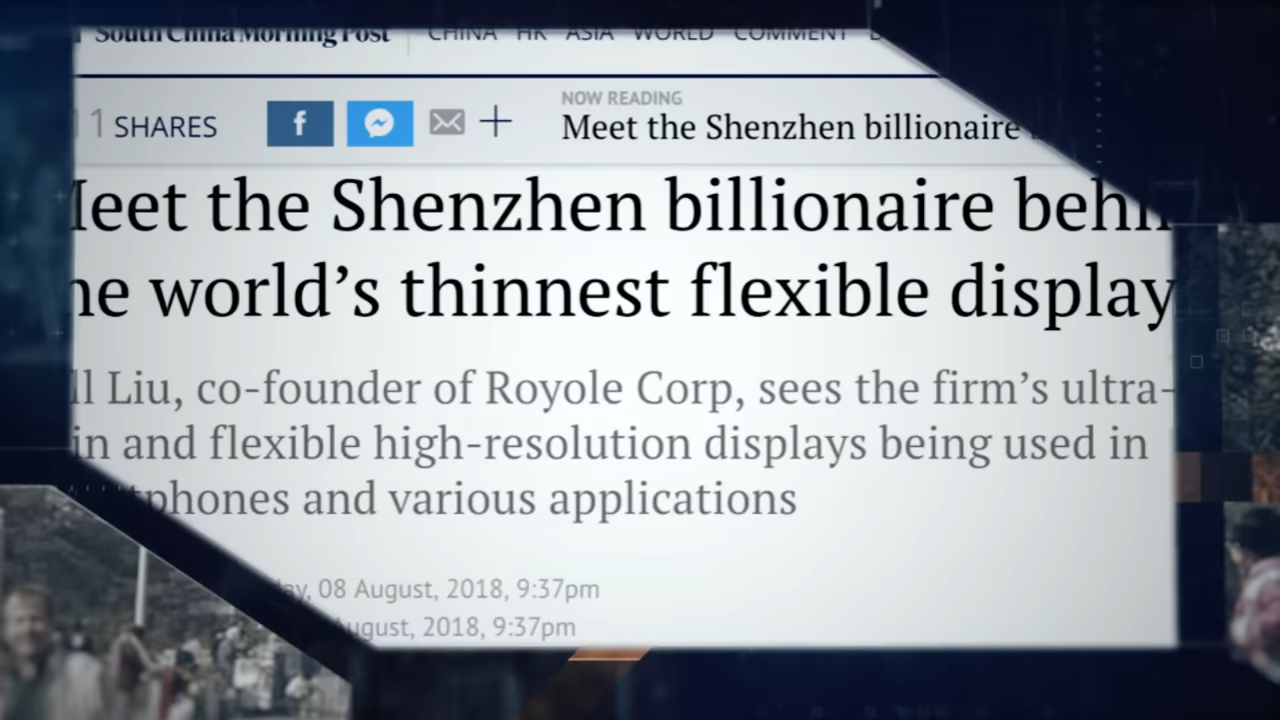 South China Morning Post CHINA HK ASIA WORLD COMMENT
1 SHARES f NOW READING
Meet the Shenzhen billionaire
Meet the Shenzhen billionaire behin
he world's thinnest flexible display
ll Liu, co-founder of Royole Corp, sees the firm's ultra-
in and flexible high-resolution displays being used in
phones and various applications
ay, 08 August, 2018, 9:37pm
ugust, 2018, 9:37pm